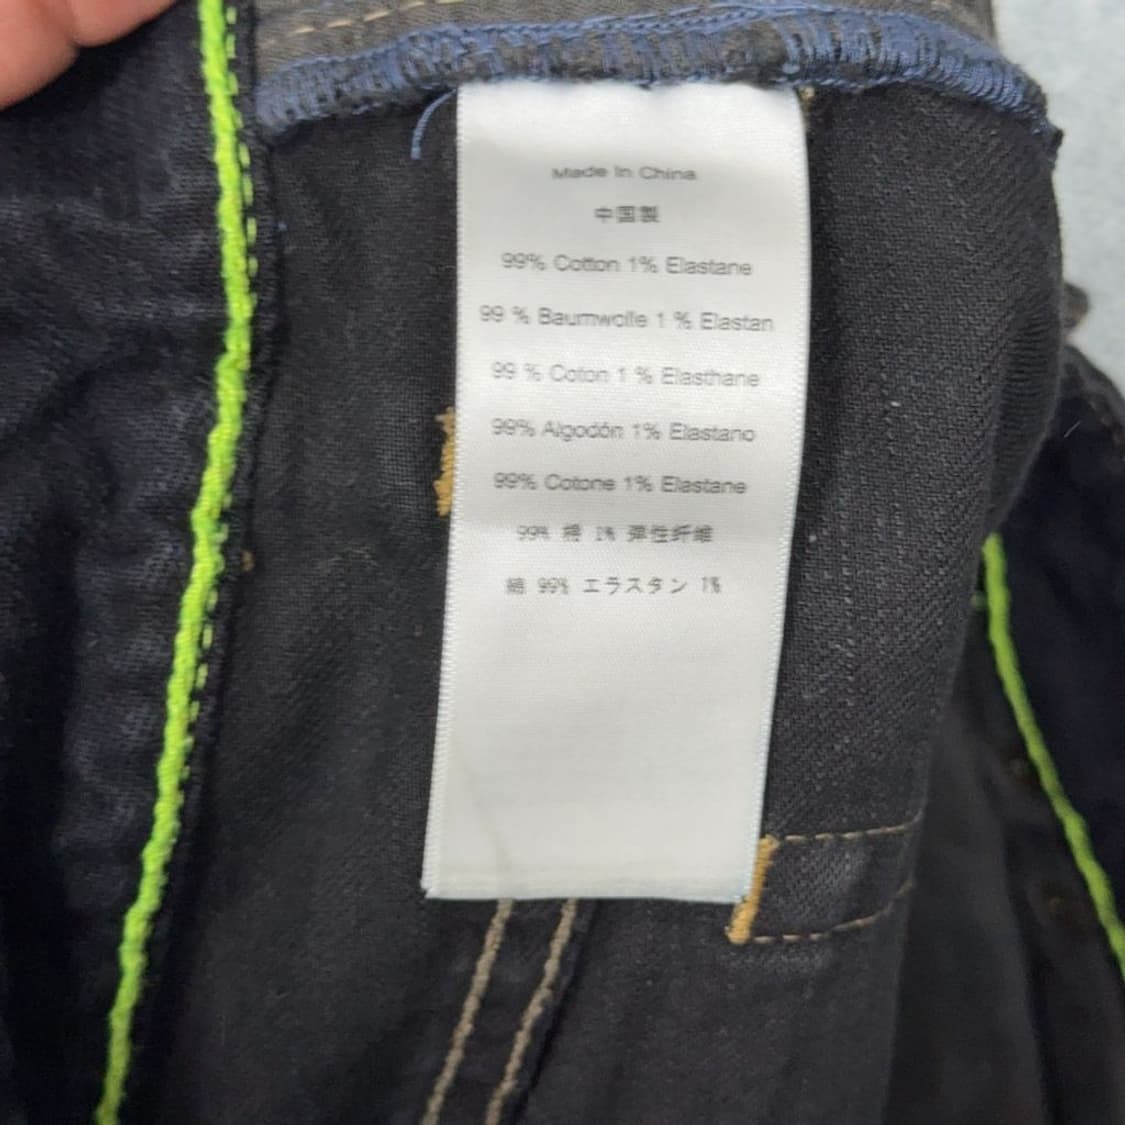 Made In China
中国製
99% Cotton 1% Elastane
99 % Baumwolle 1 % Elastan
99 % Coton 1 % Elasthane
99% Algodón 1% Elastano
99% Cotone 1% Elastane
99% 棉 1% 弹性纤维
綿 99% エラスタン 1%